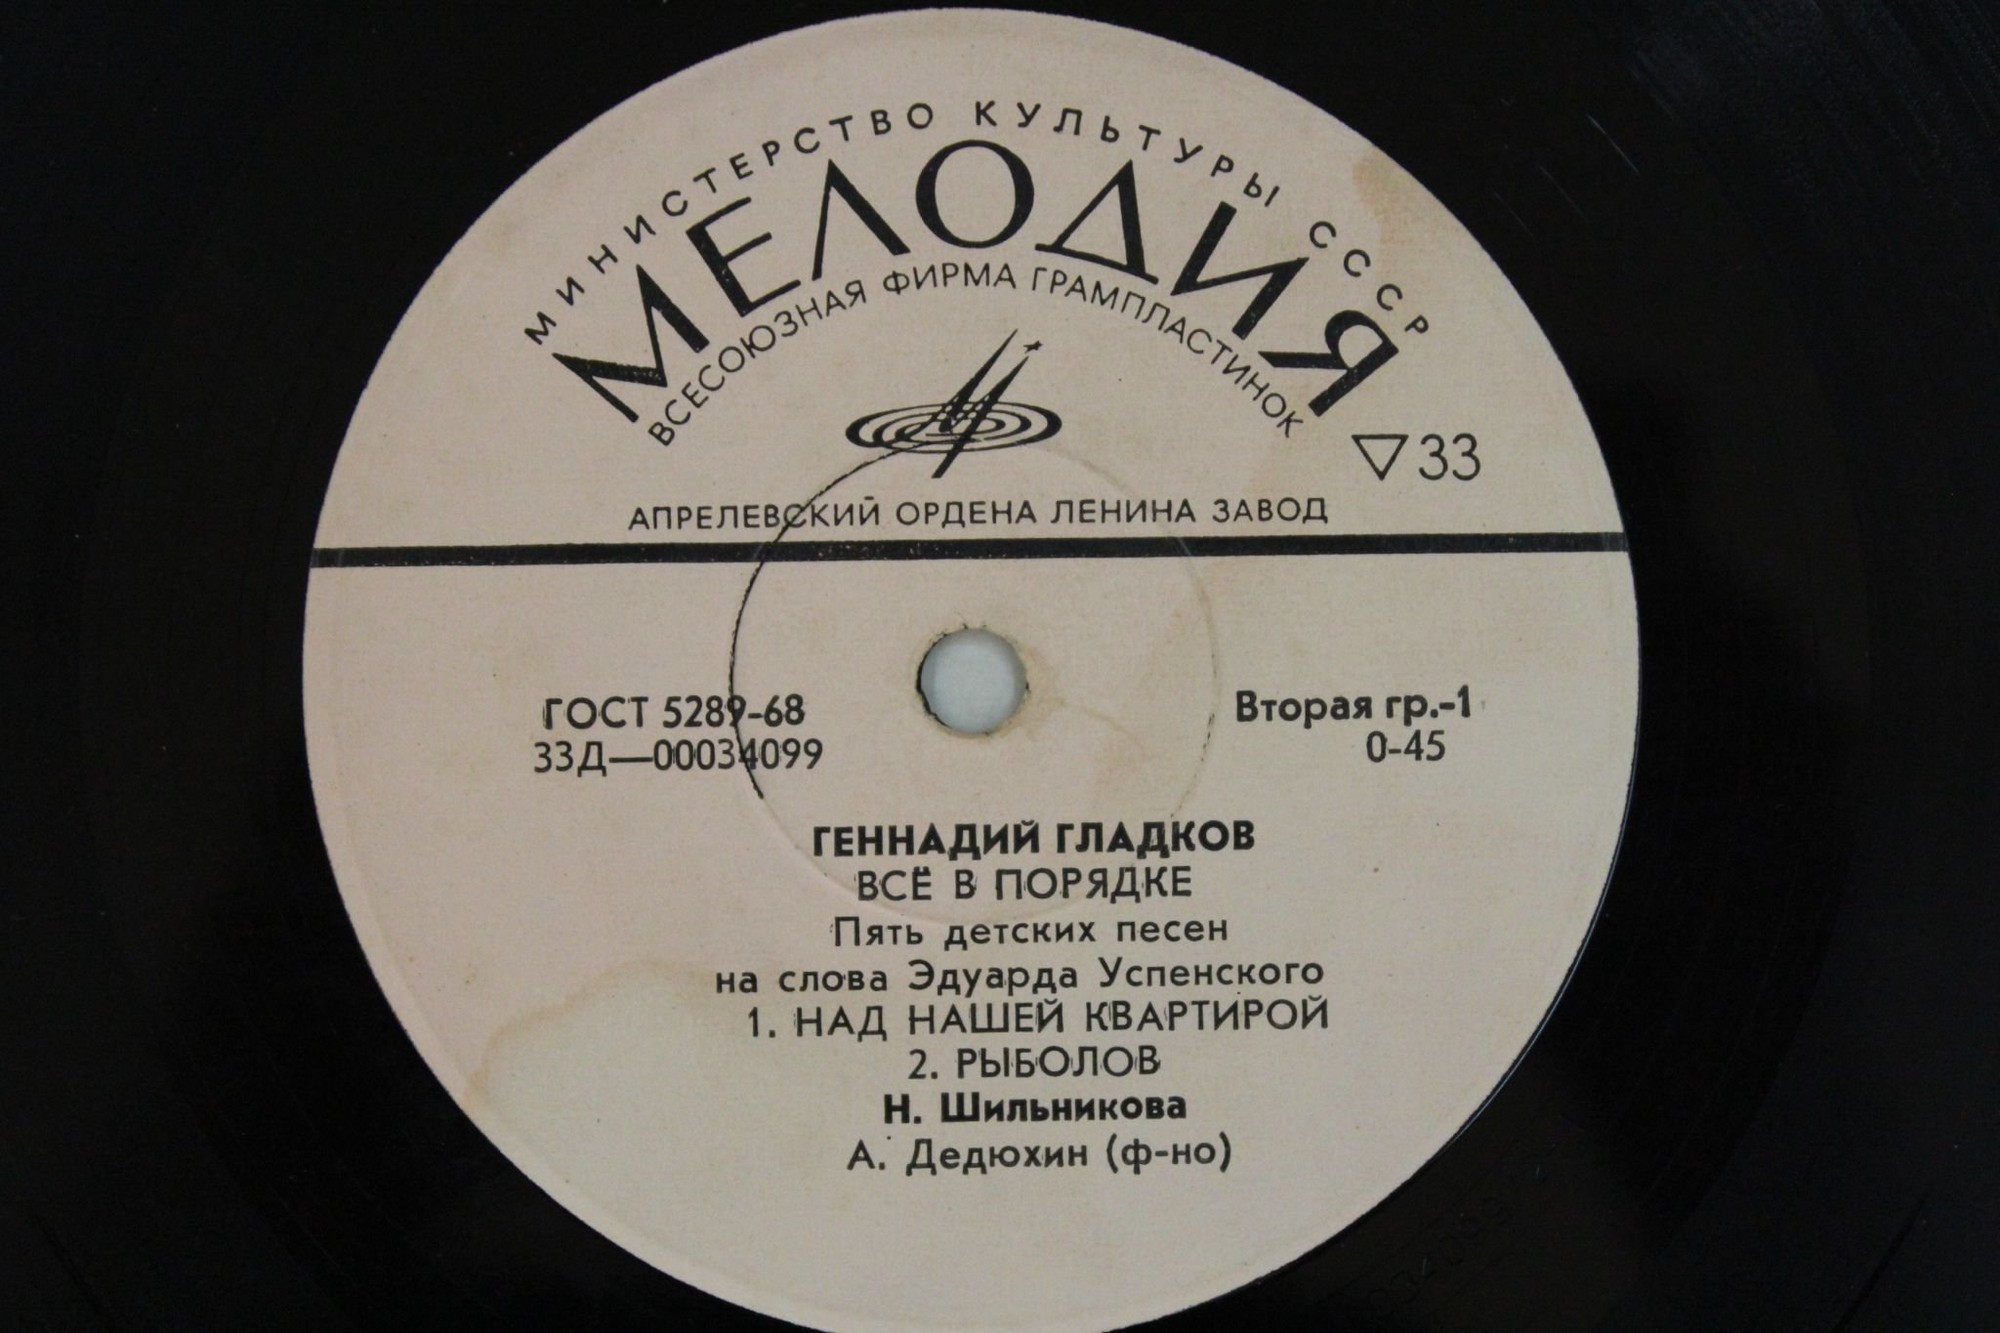 МИНИСТЕРСТВО КУЛЬТУРЫ СССР
МЕЛОДИЯ
ВСЕСОЮЗНАЯ ФИРМА ГРАМПЛАСТИНОК
33
АПРЕЛЕВСКИЙ ОРДЕНА ЛЕНИНА ЗАВОД
ГОСТ 5289-68
33Д—00034099
Вторая гр.-1
0-45
ГЕННАДИЙ ГЛАДКОВ
ВСЁ В ПОРЯДКЕ
Пять детских песен
на слова Эдуарда Успенского
1. НАД НАШЕЙ КВАРТИРОЙ
2. РЫБОЛОВ
Н. Шильникова
А. Дедюхин (ф-но)